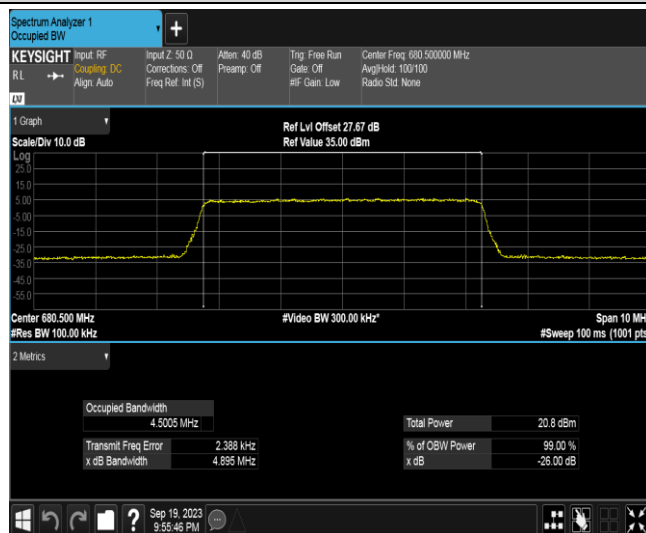 Spectrum Analyzer 1
Occupied BW
+
KEYSIGHT Input: RF Input Z: 50 Ω Atten: 40 dB Trig: Free Run Center Freq: 680.500000 MHz
RL Coupling: DC Corrections: Off Preamp: Off Gate: Off Avg|Hold: 100/100
Align: Auto Freq Ref: Int (S) #IF Gain: Low Radio Std: None
LXI
1 Graph
Ref Lvl Offset 27.67 dB
Scale/Div 10.0 dB Ref Value 35.00 dBm
Log
25.0
15.0
5.00
-5.00
-15.0
-25.0
-35.0
-45.0
-55.0
Center 680.500 MHz #Video BW 300.00 kHz* Span 10 MH
#Res BW 100.00 kHz #Sweep 100 ms (1001 pts
2 Metrics
Occupied Bandwidth
4.5005 MHz Total Power 20.8 dBm
Transmit Freq Error 2.388 kHz % of OBW Power 99.00 %
x dB Bandwidth 4.895 MHz x dB -26.00 dB
?
Sep 19, 2023
9:55:46 PM